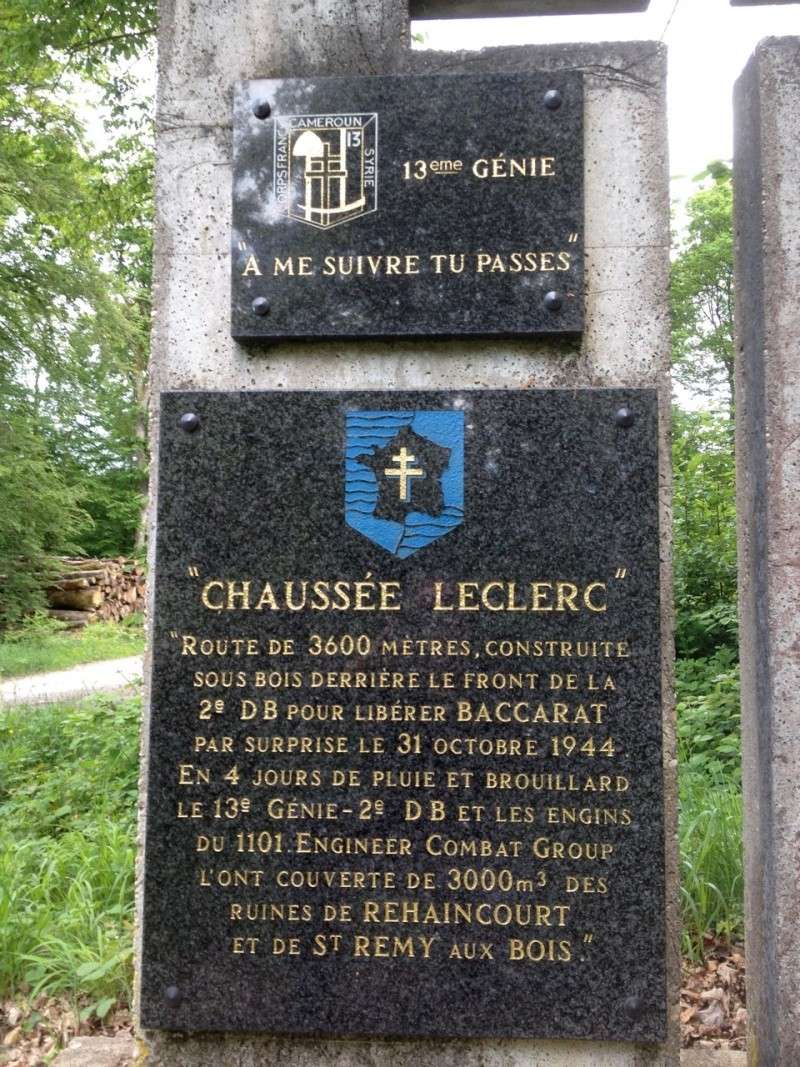 CORPS FRANC
CAMEROUN
SYRIE
13
13eme GÉNIE
"A ME SUIVRE TU PASSES"
"CHAUSSÉE LECLERC"
"ROUTE DE 3600 METRES, CONSTRUITE
SOUS BOIS DERRIÈRE LE FRONT DE LA
2e DB POUR LIBÉRER BACCARAT
PAR SURPRISE LE 31 OCTOBRE 1944
EN 4 JOURS DE PLUIE ET BROUILLARD
LE 13e GÉNIE-2e DB ET LES ENGINS
DU 1101.ENGINEER COMBAT GROUP
L'ONT COUVERTE DE 3000m3 DES
RUINES DE REHAINCOURT
ET DE ST REMY AUX BOIS."